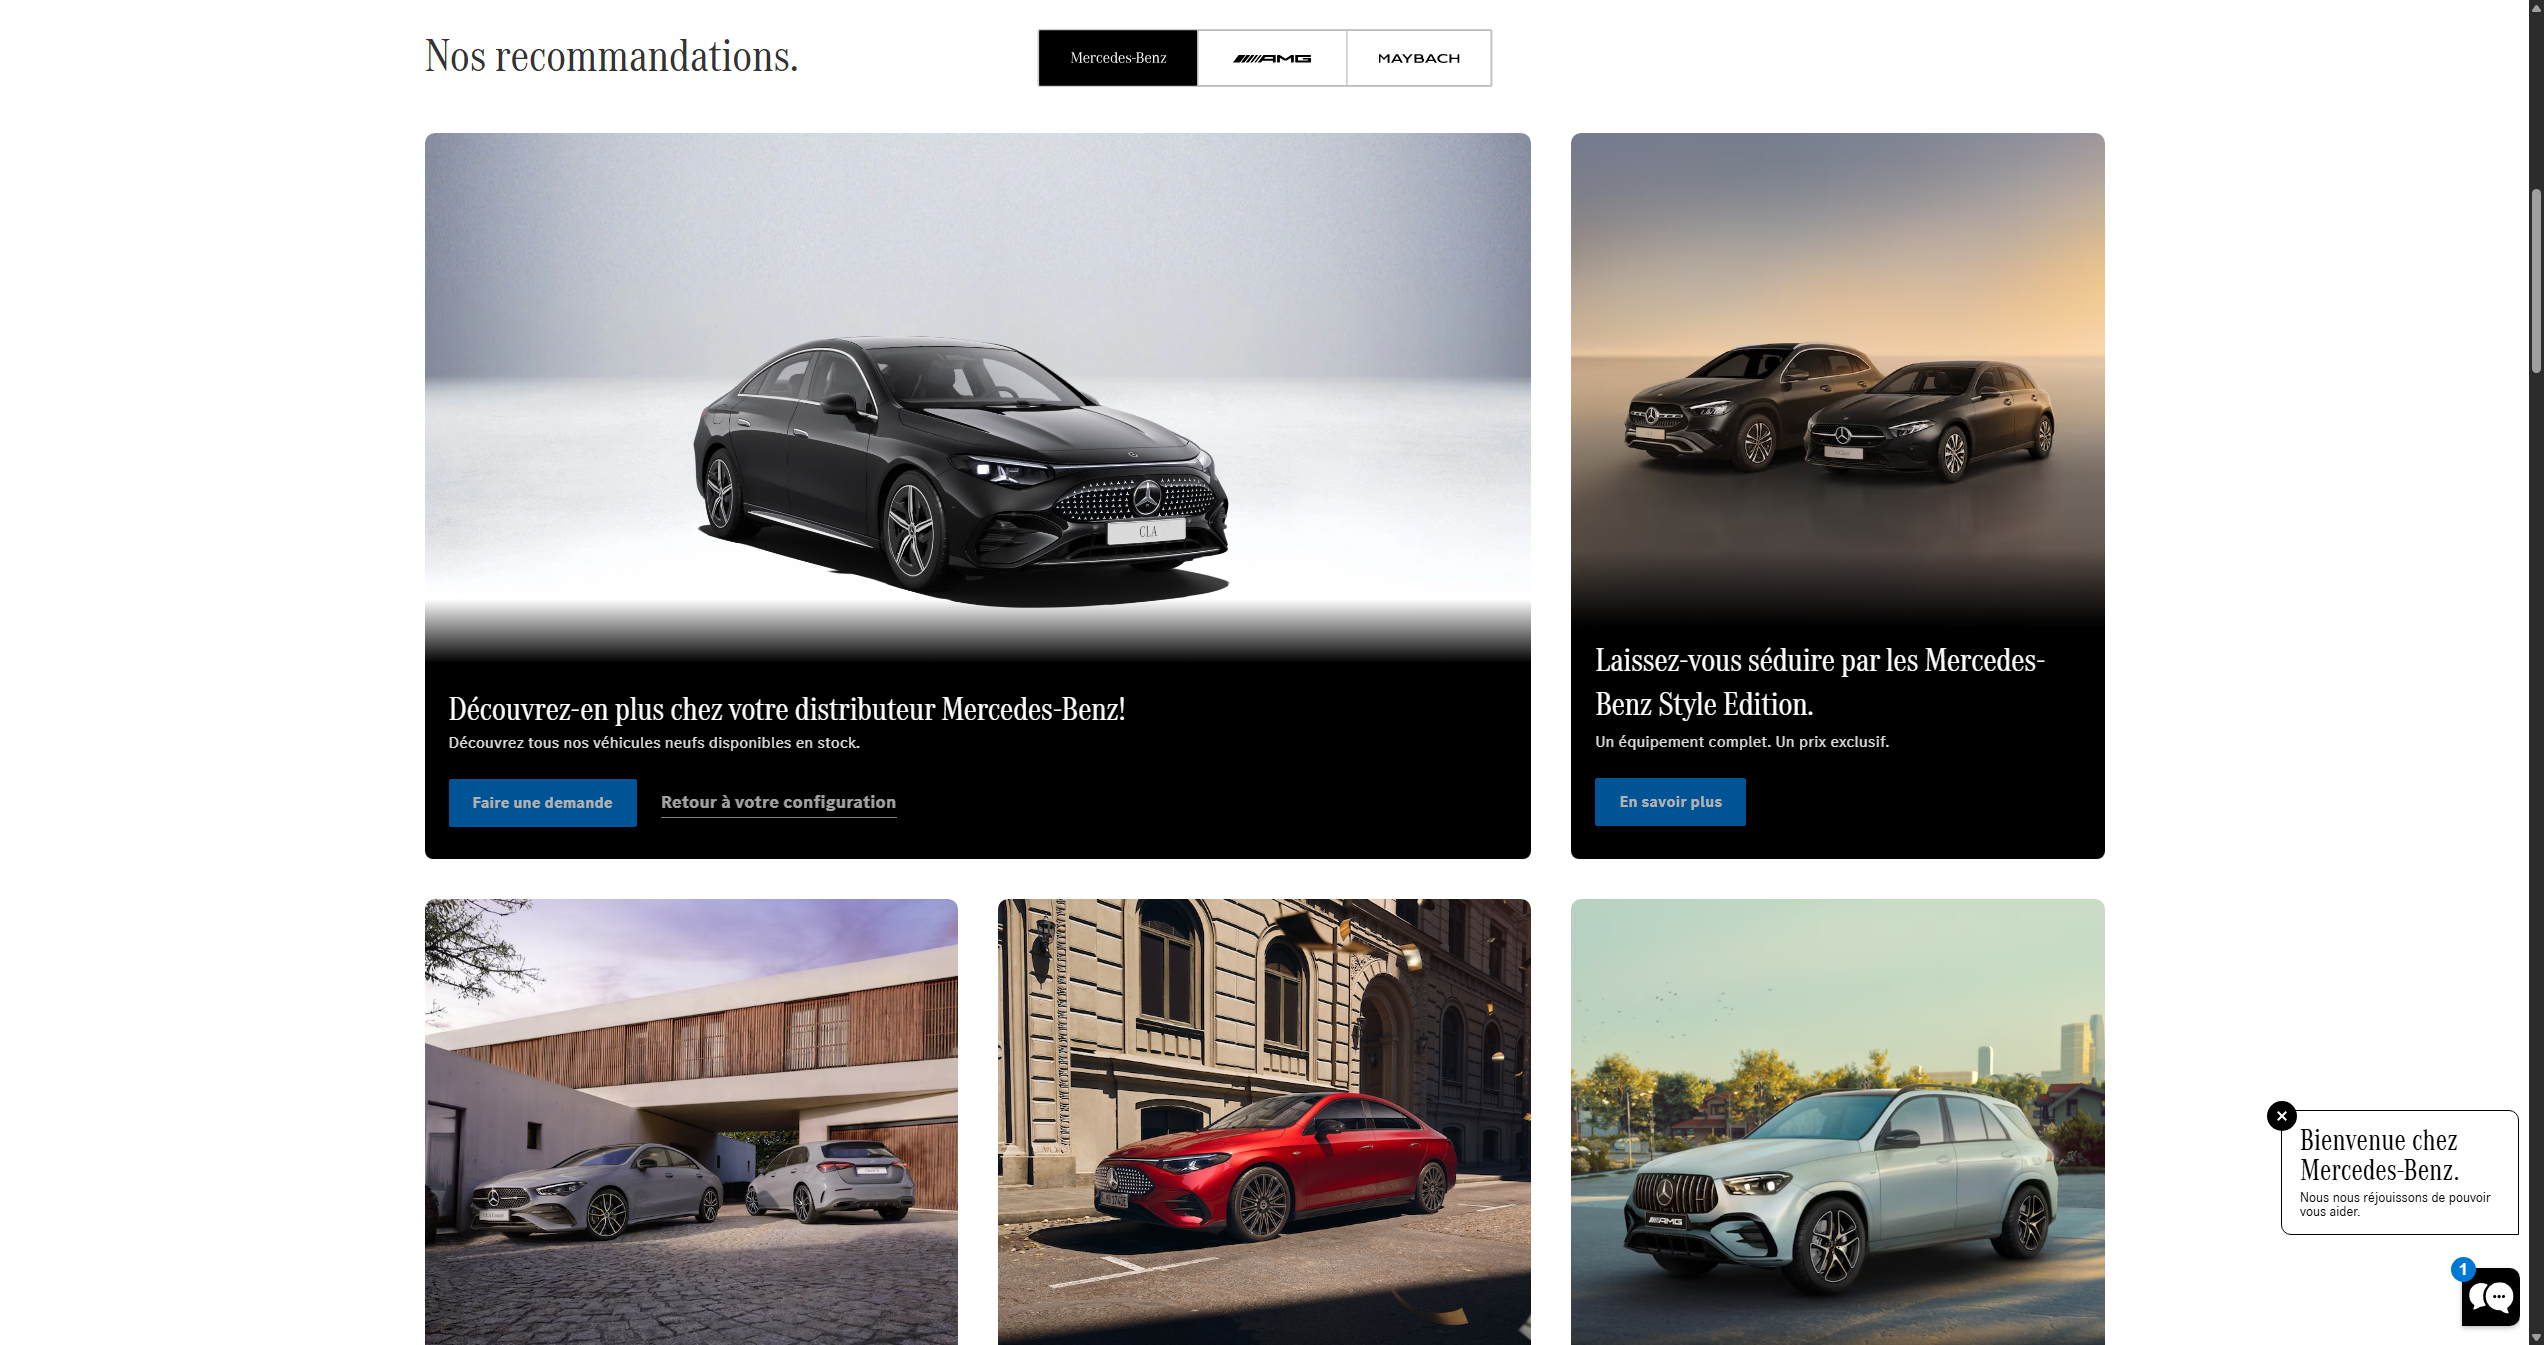 Nos recommandations.
Mercedes-Benz
AMG
MAYBACH
CLA
Découvrez-en plus chez votre distributeur Mercedes-Benz!
Découvrez tous nos véhicules neufs disponibles en stock.
Faire une demande
Retour à votre configuration
Laissez-vous séduire par les Mercedes-
Benz Style Edition.
Un équipement complet. Un prix exclusif.
En savoir plus
AMG
Bienvenue chez
Mercedes-Benz.
Nous nous réjouissons de pouvoir
vous aider.
1